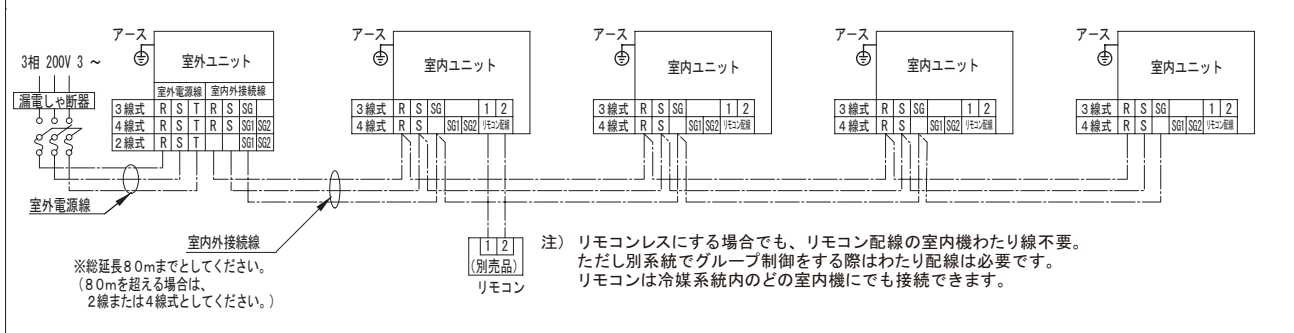 3相 200V 3 ~
漏電しゃ断器
アース
室外ユニット
室外電源線 室内外接続線
3線式 R S T R S SG
4線式 R S T R S SG1 SG2
2線式 R S T SG1 SG2
室外電源線
室内外接続線
※総延長80mまでとしてください。
(80mを超える場合は、
2線または4線式としてください。)
アース
室内ユニット
3線式 R S SG 1 2
4線式 R S SG1 SG2 リモコン配線
1 2
(別売品)
リモコン
アース
室内ユニット
3線式 R S SG 1 2
4線式 R S SG1 SG2 リモコン配線
アース
室内ユニット
3線式 R S SG 1 2
4線式 R S SG1 SG2 リモコン配線
アース
室内ユニット
3線式 R S SG 1 2
4線式 R S SG1 SG2 リモコン配線
注) リモコンレスにする場合でも、リモコン配線の室内機わたり線不要。
ただし別系統でグループ制御をする際はわたり配線は必要です。
リモコンは冷媒系統内のどの室内機にでも接続できます。